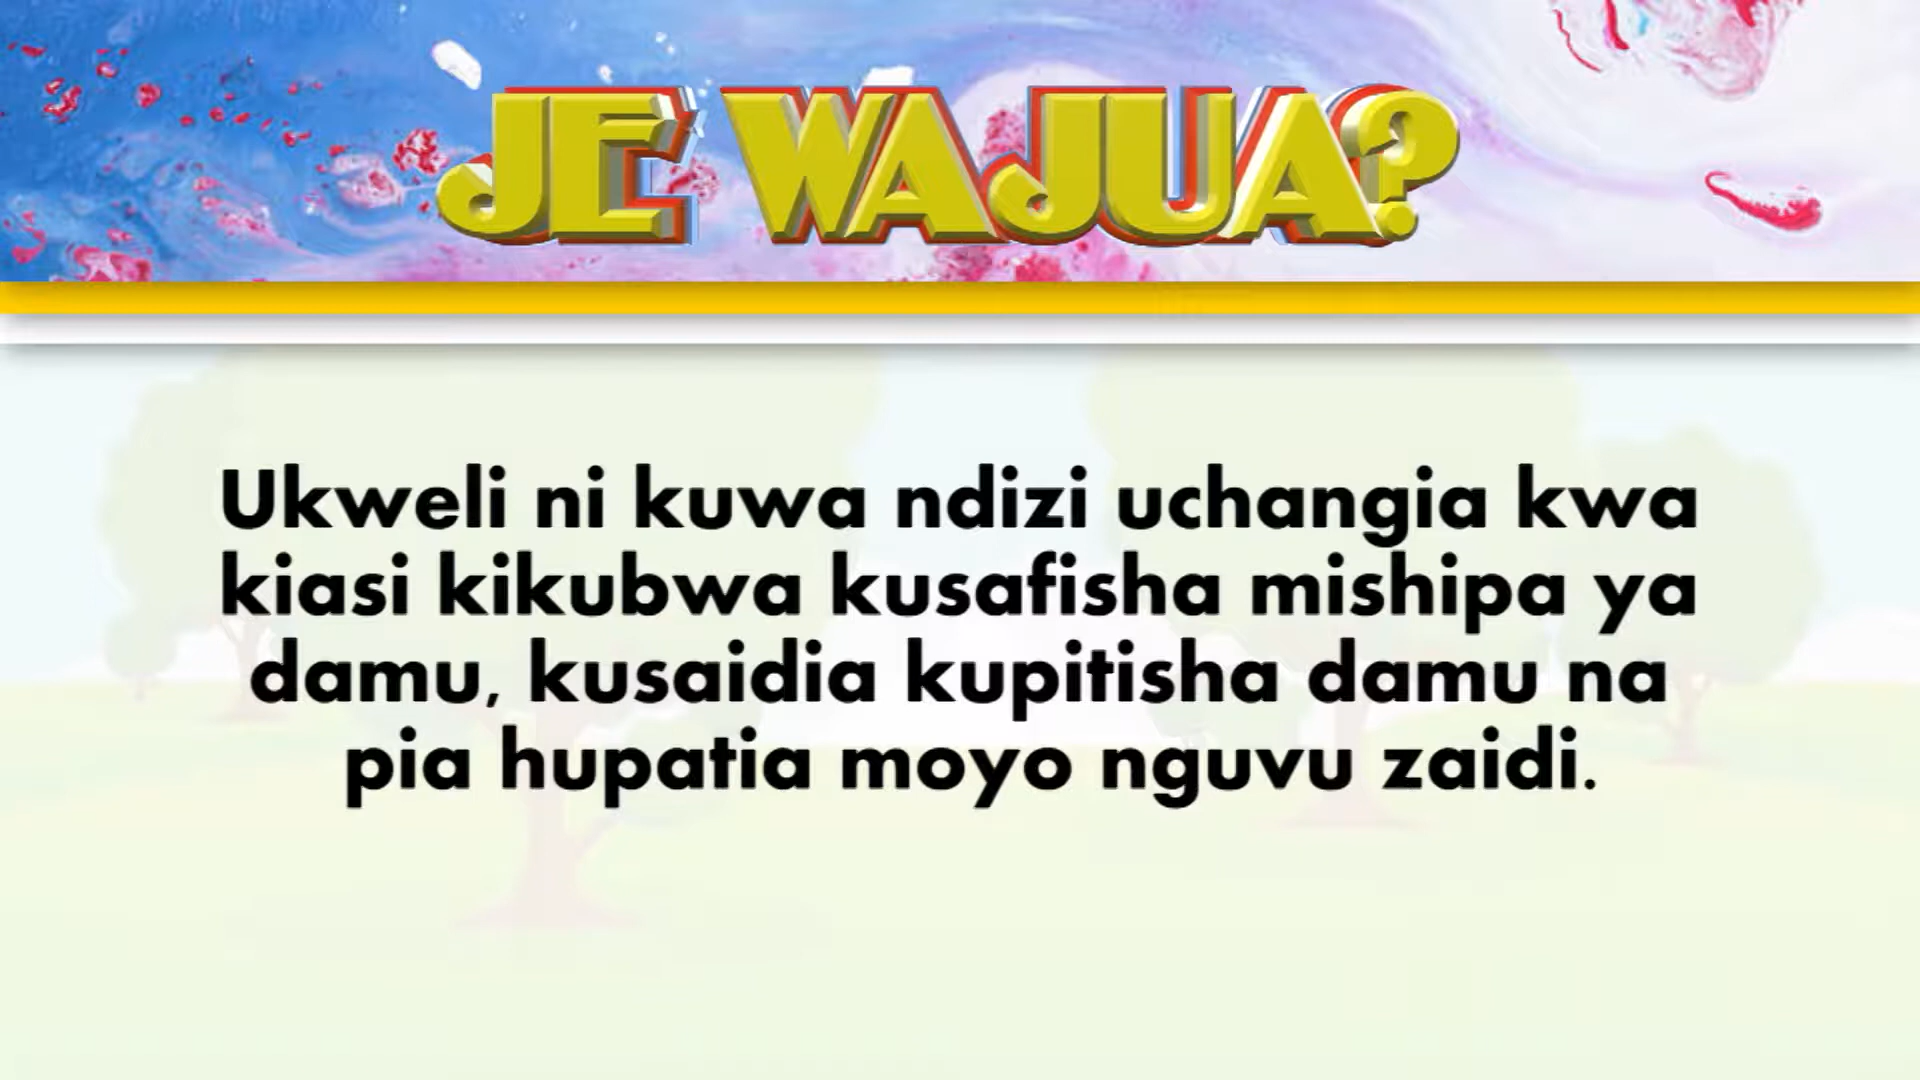 JE WAJUA?
Ukweli ni kuwa ndizi uchangia kwa
kiasi kikubwa kusafisha mishipa ya
damu, kusaidia kupitisha damu na
pia hupatia moyo nguvu zaidi.